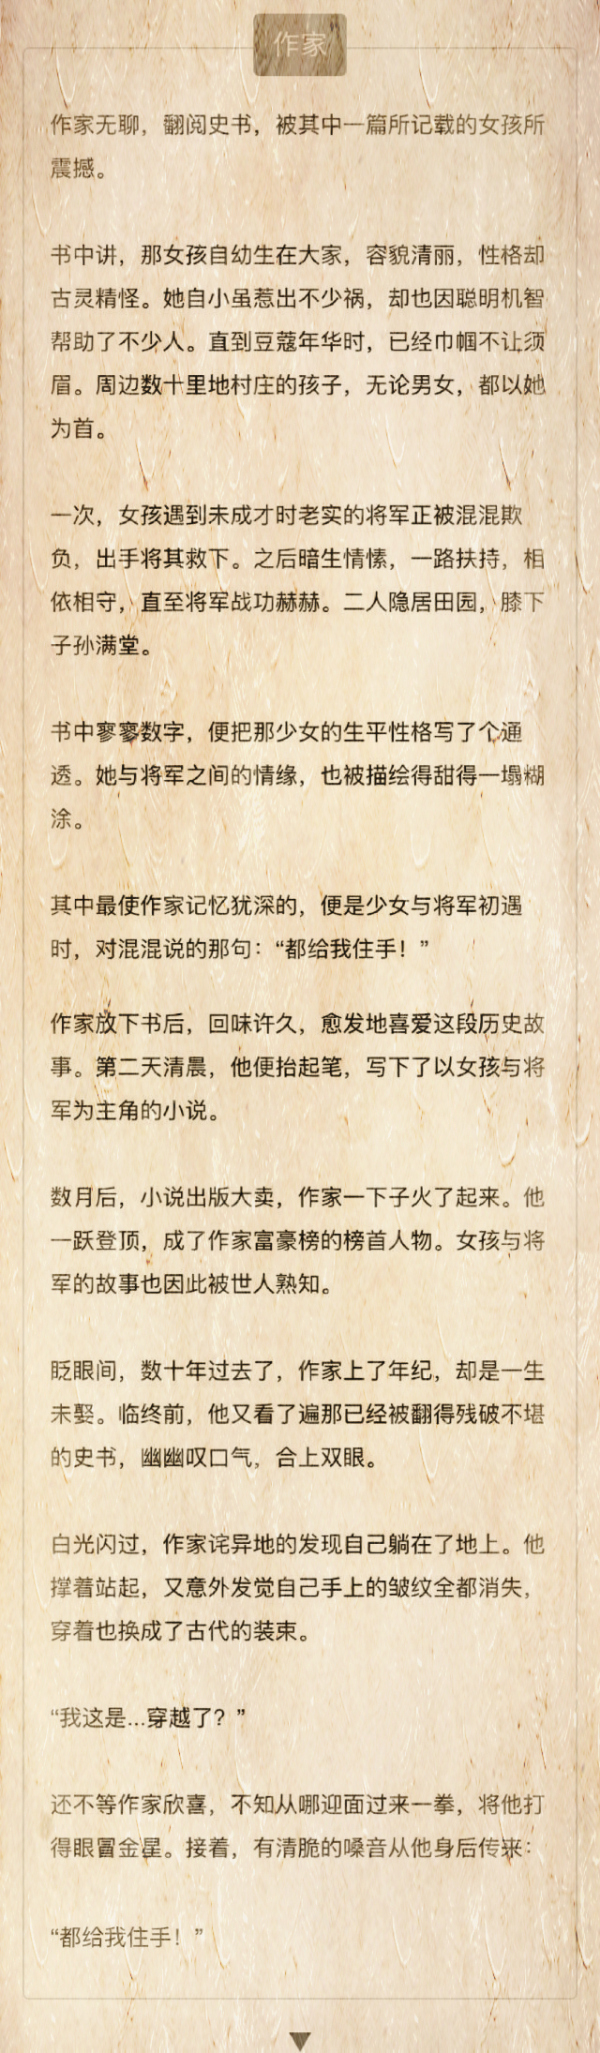 作家
作家无聊，翻阅史书，被其中一篇所记载的女孩所
震撼。
书中讲，那女孩自幼生在大家，容貌清丽，性格却
古灵精怪。她自小虽惹出不少祸，却也因聪明机智
帮助了不少人。直到豆蔻年华时，已经巾帼不让须
眉。周边数十里地村庄的孩子，无论男女，都以她
为首。
一次，女孩遇到未成才时老实的将军正被混混欺
负，出手将其救下。之后暗生情愫，一路扶持，相
依相守，直至将军战功赫赫。二人隐居田园，膝下
子孙满堂。
书中寥寥数字，便把那少女的生平性格写了个通
透。她与将军之间的情缘，也被描绘得甜得一塌糊
涂。
其中最使作家记忆犹深的，便是少女与将军初遇
时，对混混说的那句：“都给我住手！”
作家放下书后，回味许久，愈发地喜爱这段历史故
事。第二天清晨，他便抬起笔，写下了以女孩与将
军为主角的小说。
数月后，小说出版大卖，作家一下子火了起来。他
一跃登顶，成了作家富豪榜的榜首人物。女孩与将
军的故事也因此被世人熟知。
眨眼间，数十年过去了，作家上了年纪，却是一生
未娶。临终前，他又看了遍那已经被翻得残破不堪
的史书，幽幽叹口气，合上双眼。
白光闪过，作家诧异地的发现自己躺在了地上。他
撑着站起，又意外发觉自己手上的皱纹全都消失，
穿着也换成了古代的装束。
“我这是...穿越了？”
还不等作家欣喜，不知从哪迎面过来一拳，将他打
得眼冒金星。接着，有清脆的嗓音从他身后传来：
“都给我住手！”